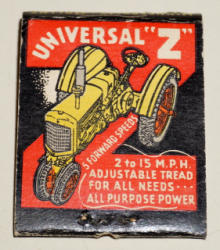 UNIVERSAL "Z"
5 FORWARD SPEEDS
2 to 15 M.P.H.
ADJUSTABLE TREAD
FOR ALL NEEDS...
ALL PURPOSE POWER